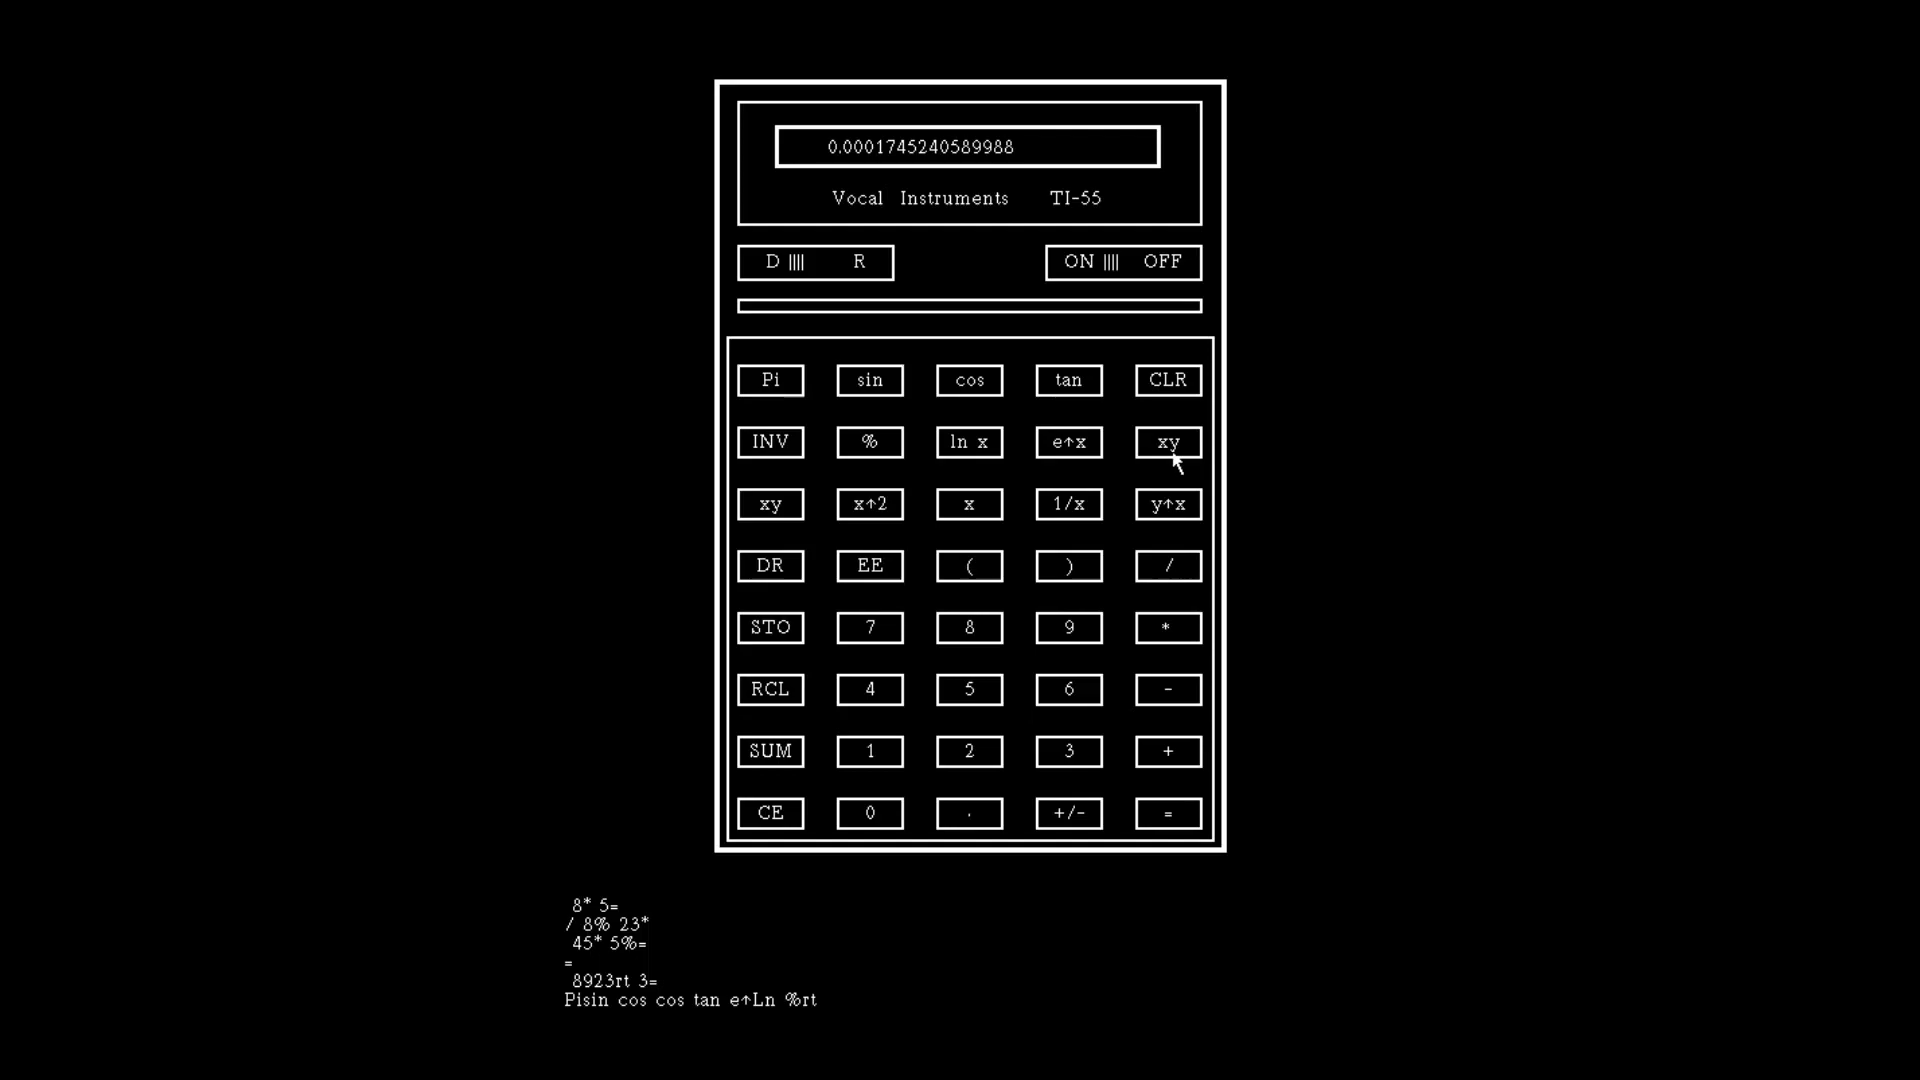 0.0001745240589988
Vocal Instruments TI-55
D R ON OFF
Pi sin cos tan CLR
INV % ln x e↑x xy
xy x↑2 x 1/x y↑x
DR EE ( ) /
STO 7 8 9 *
RCL 4 5 6 -
SUM 1 2 3 +
CE 0 . +/- =
8* 5=
/ 8% 23*
45* 5%=
=
8923rt 3=
Pisin cos cos tan e↑Ln %rt